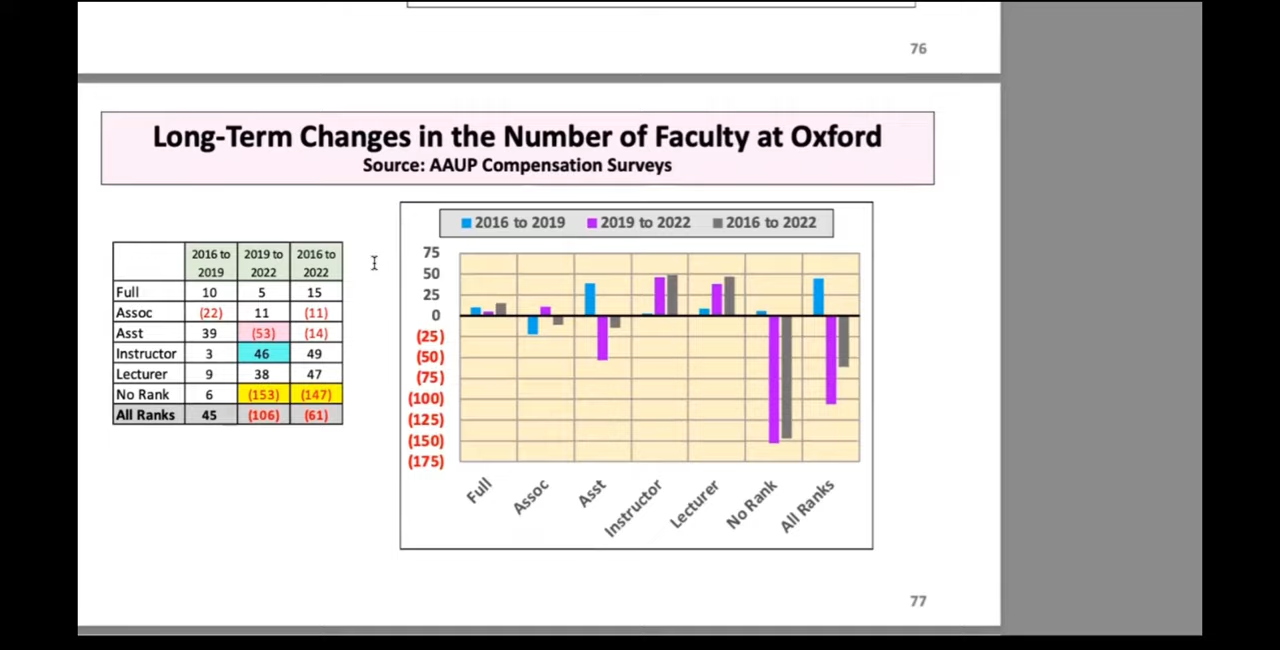 76
Long-Term Changes in the Number of Faculty at Oxford
Source: AAUP Compensation Surveys
2016 to 2019 2019 to 2022 2016 to 2022
2016 to 2019 2019 to 2022 2016 to 2022
Full 10 5 15
Assoc (22) 11 (11)
Asst 39 (53) (14)
Instructor 3 46 49
Lecturer 9 38 47
No Rank 6 (153) (147)
All Ranks 45 (106) (61)
75
50
25
0
(25)
(50)
(75)
(100)
(125)
(150)
(175)
Full Assoc Asst Instructor Lecturer No Rank All Ranks
77